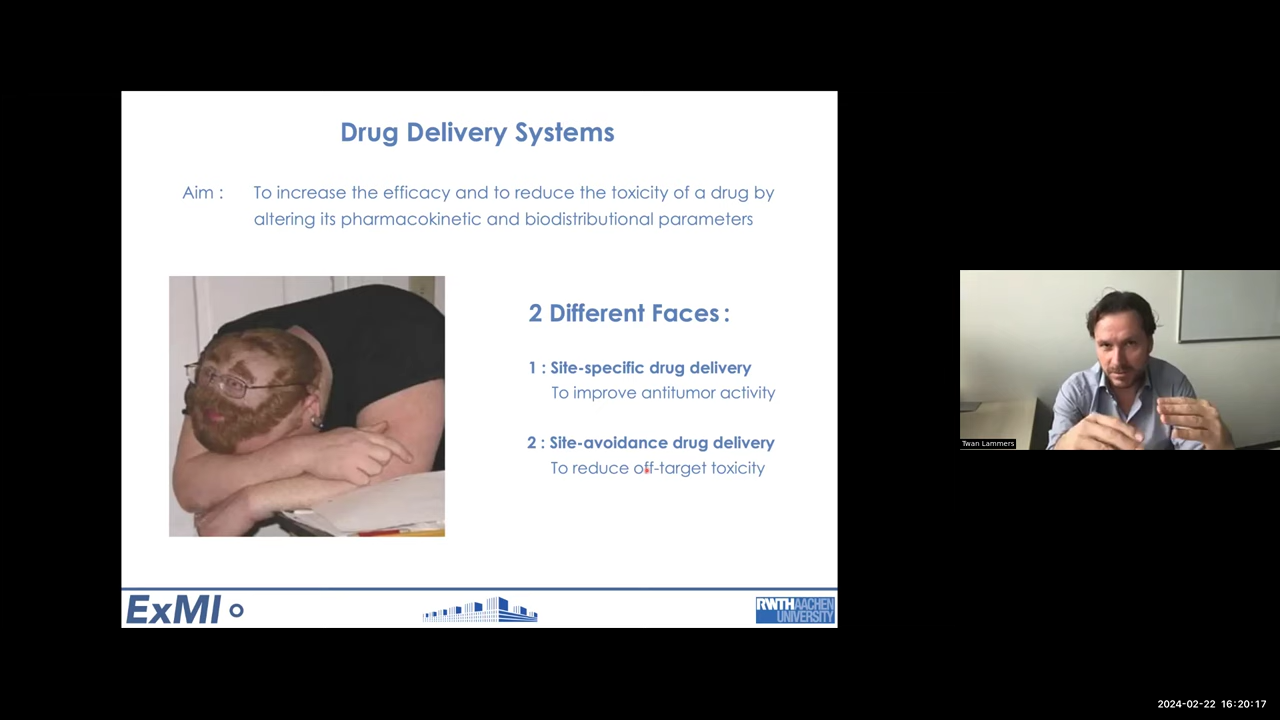 Drug Delivery Systems
Aim : To increase the efficacy and to reduce the toxicity of a drug by
altering its pharmacokinetic and biodistributional parameters
2 Different Faces :
1 : Site-specific drug delivery
To improve antitumor activity
2 : Site-avoidance drug delivery
To reduce off-target toxicity
ExMI
RWTH AACHEN
UNIVERSITY
Twan Lammers
2024-02-22 16:20:17